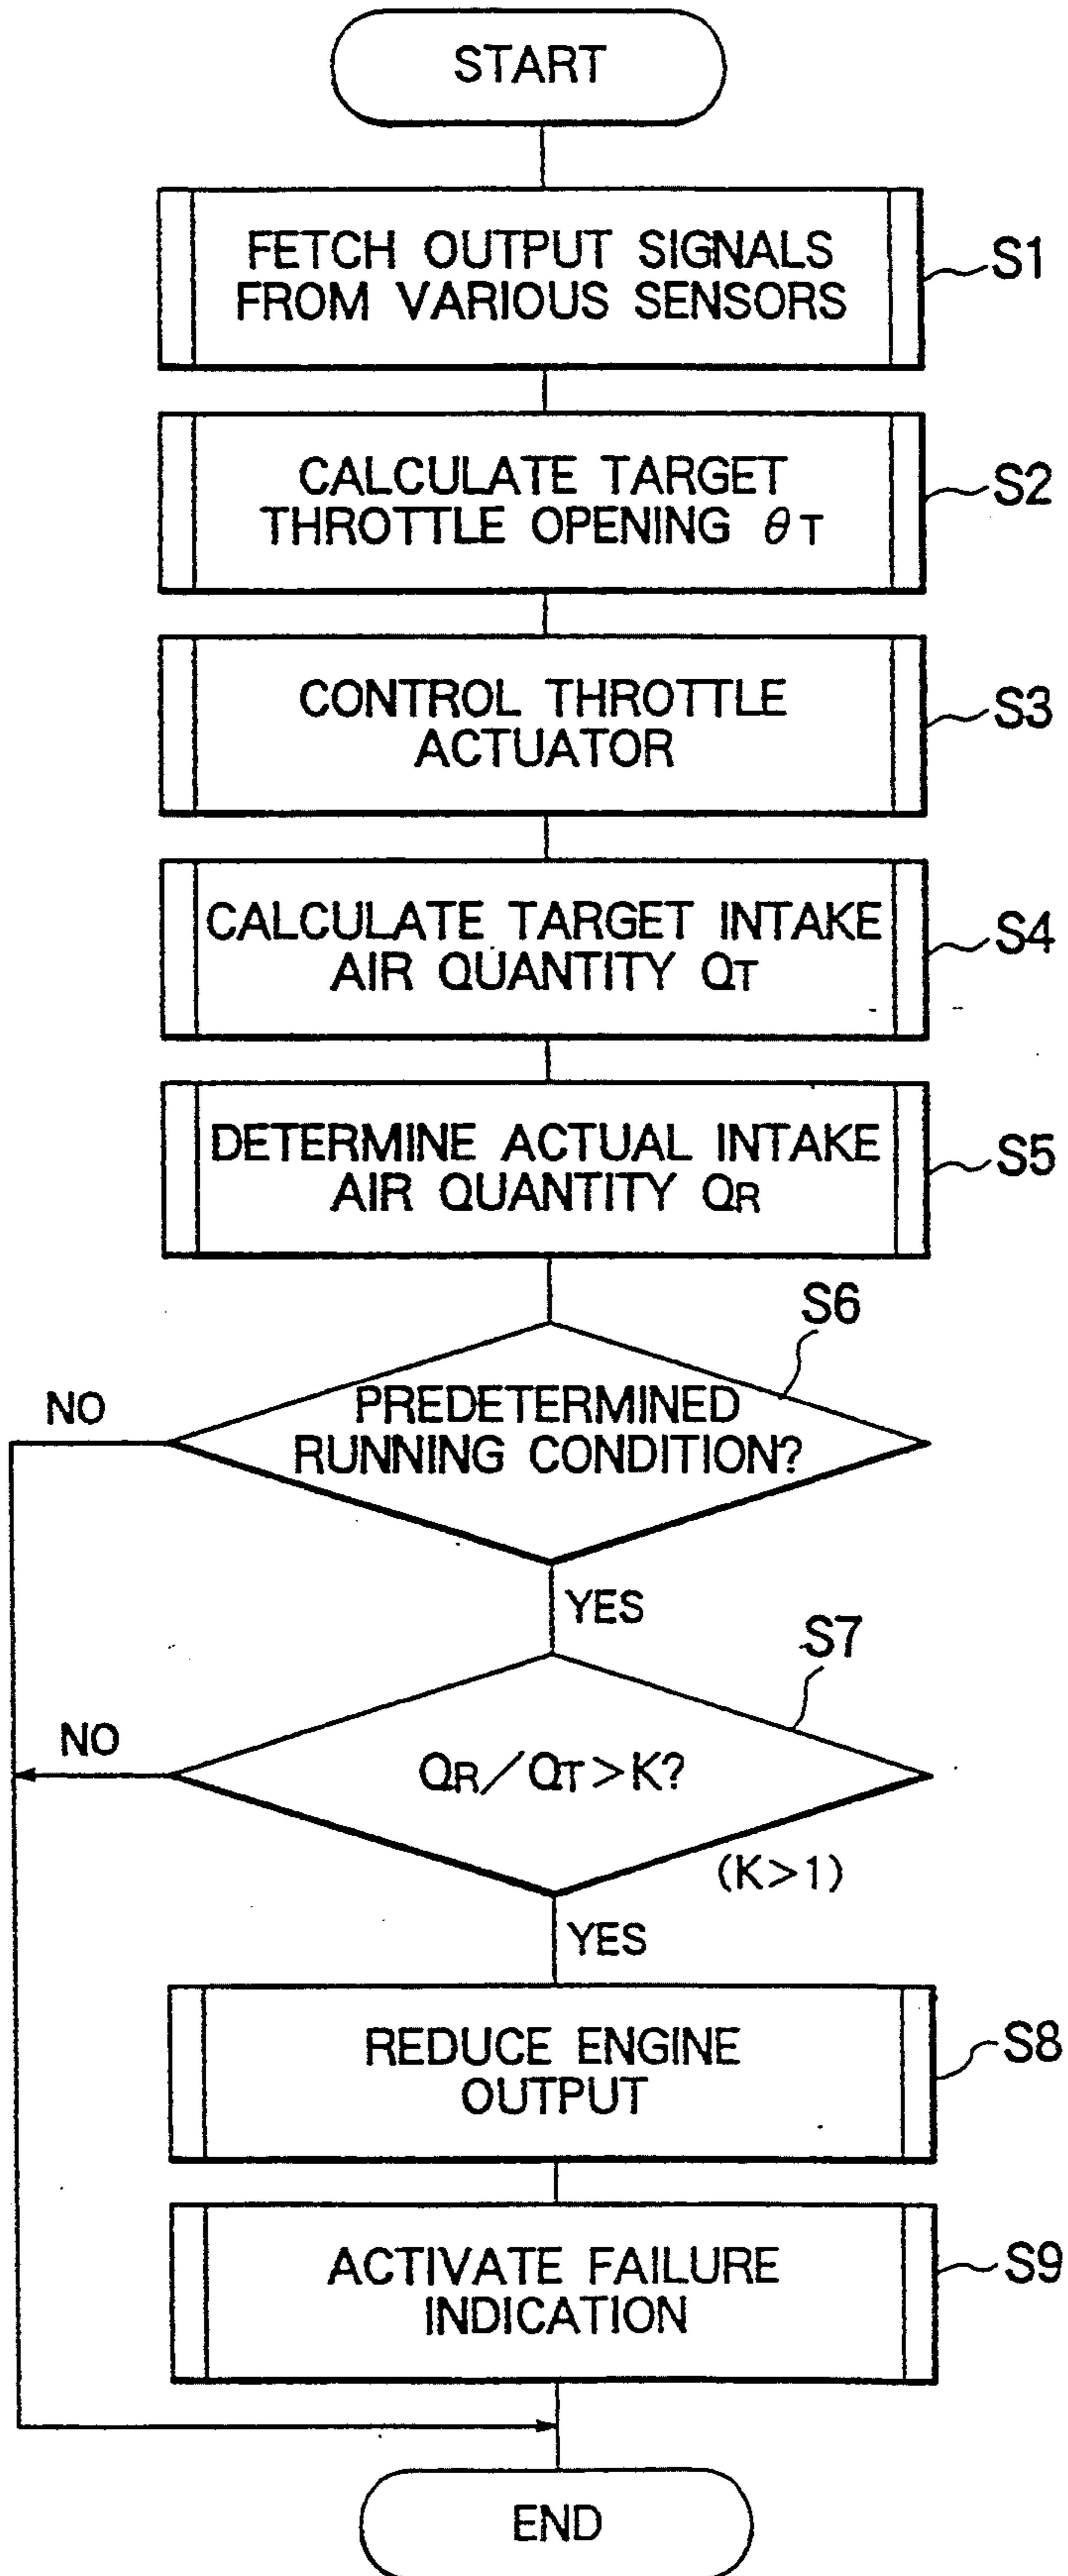 START
FETCH OUTPUT SIGNALS
FROM VARIOUS SENSORS
S1
CALCULATE TARGET
THROTTLE OPENING θT
S2
CONTROL THROTTLE
ACTUATOR
S3
CALCULATE TARGET INTAKE
AIR QUANTITY QT
S4
DETERMINE ACTUAL INTAKE
AIR QUANTITY QR
S5
S6
NO
PREDETERMINED
RUNNING CONDITION?
YES
S7
NO
QR/QT>K?
(K>1)
YES
REDUCE ENGINE
OUTPUT
S8
ACTIVATE FAILURE
INDICATION
S9
END